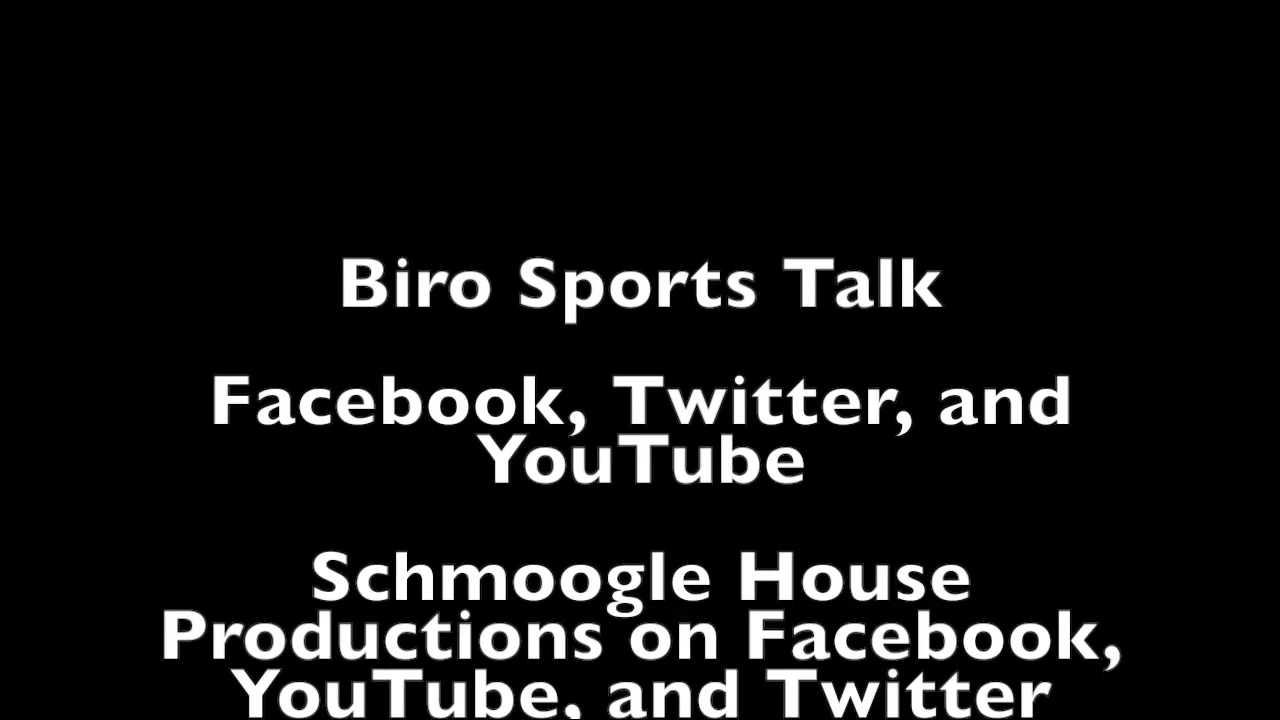 Biro Sports Talk
Facebook, Twitter, and
YouTube
Schmoogle House
Productions on Facebook,
YouTube, and Twitter